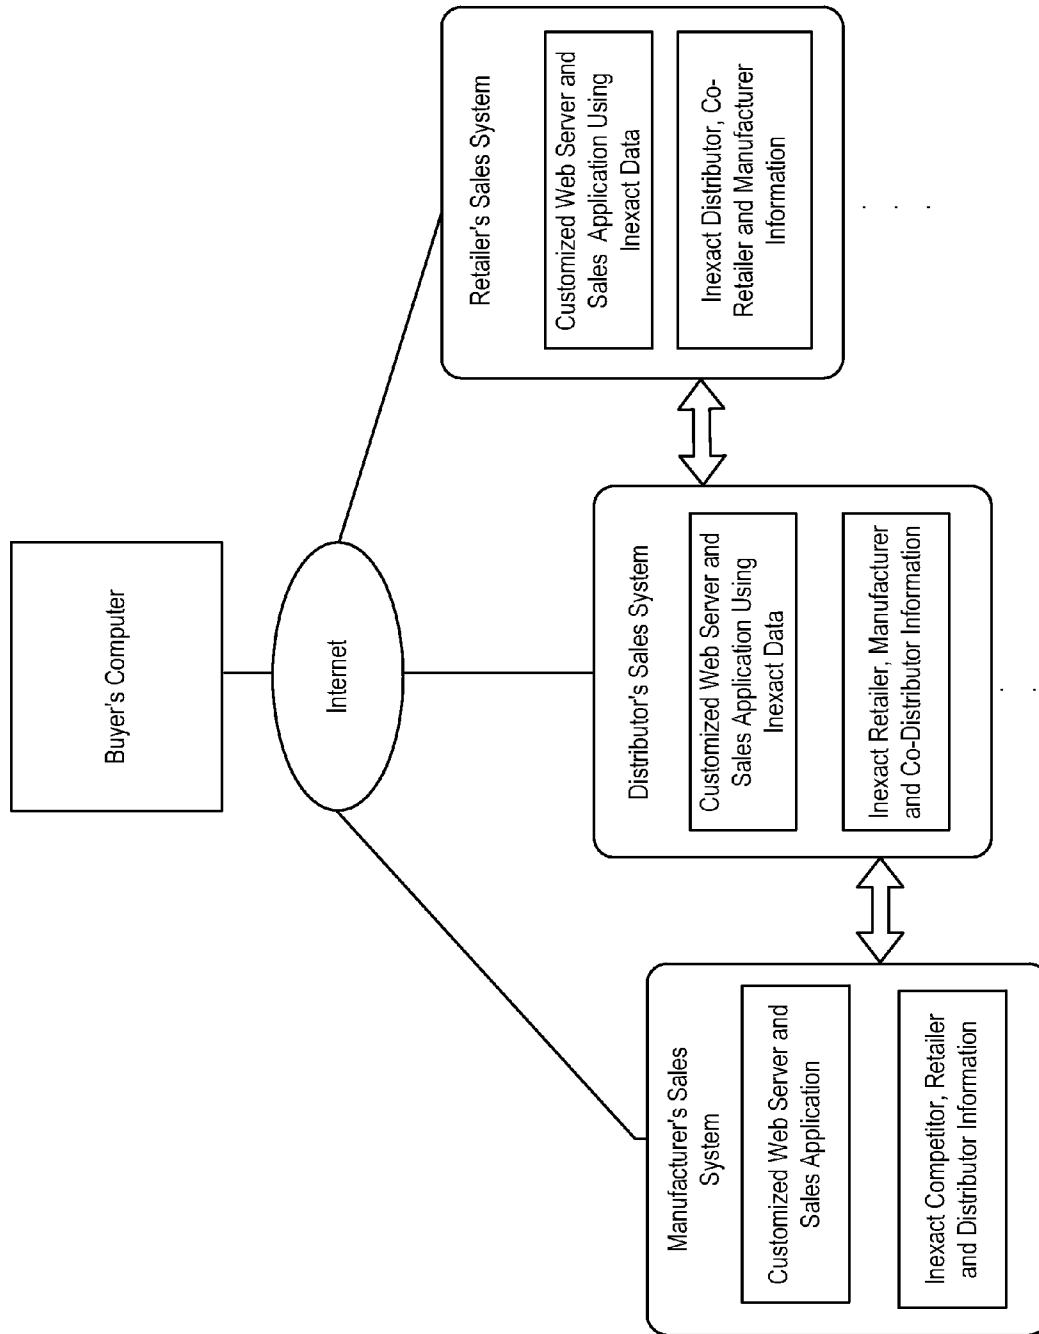 Buyer's Computer
Internet
Manufacturer's Sales
System
Customized Web Server and
Sales Application
Inexact Competitor, Retailer
and Distributor Information
Distributor's Sales System
Customized Web Server and
Sales Application Using
Inexact Data
Inexact Retailer, Manufacturer
and Co-Distributor Information
Retailer's Sales System
Customized Web Server and
Sales Application Using
Inexact Data
Inexact Distributor, Co-
Retailer and Manufacturer
Information